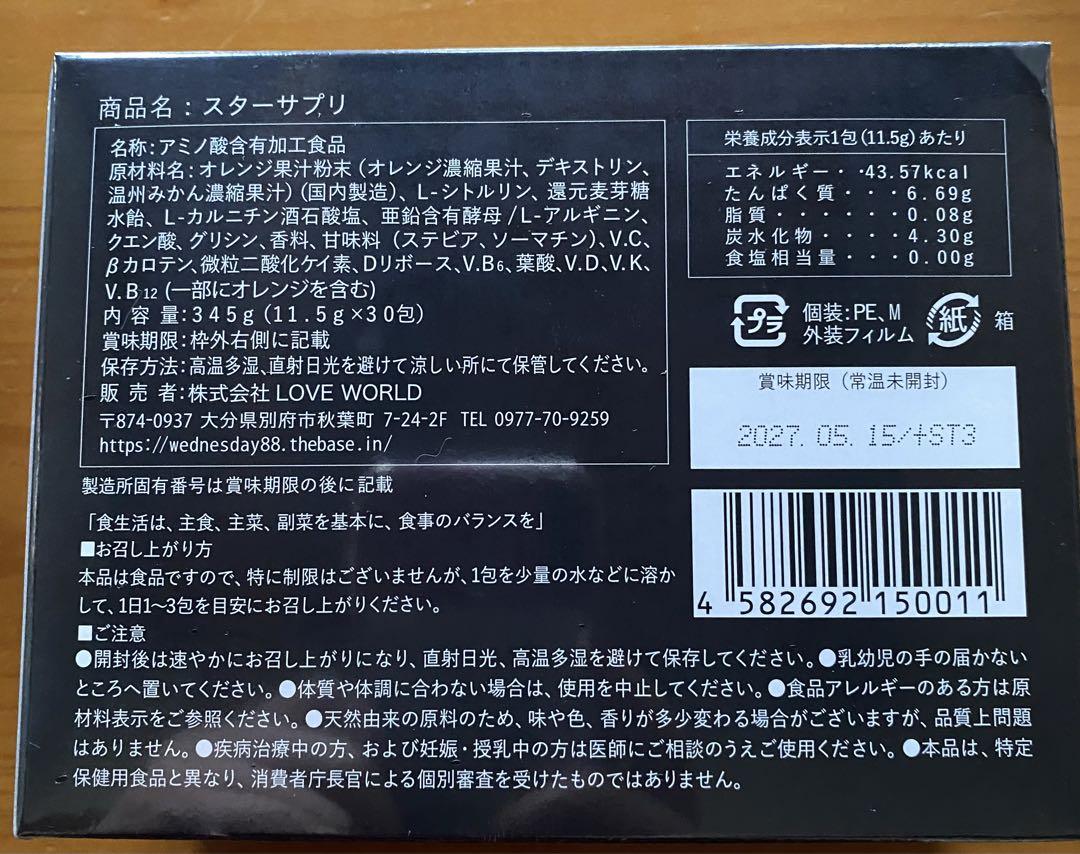 商品名：スターサプリ
名称：アミノ酸含有加工食品
原材料名：オレンジ果汁粉末（オレンジ濃縮果汁、デキストリン、
温州みかん濃縮果汁）（国内製造）、L-シトルリン、還元麦芽糖
水飴、L-カルニチン酒石酸塩、亜鉛含有酵母/L-アルギニン、
クエン酸、グリシン、香料、甘味料（ステビア、ソーマチン）、V.C、
βカロテン、微粒二酸化ケイ素、Dリボース、V.B6、葉酸、V.D、V.K、
V.B12（一部にオレンジを含む）
内容量：345g（11.5g×30包）
賞味期限：枠外右側に記載
保存方法：高温多湿、直射日光を避けて涼しい所にて保管してください。
販売者：株式会社 LOVE WORLD
〒874-0937 大分県別府市秋葉町 7-24-2F TEL 0977-70-9259
https://wednesday88.thebase.in/
製造所固有番号は賞味期限の後に記載
「食生活は、主食、主菜、副菜を基本に、食事のバランスを」
■お召し上がり方
本品は食品ですので、特に制限はございませんが、1包を少量の水などに溶か
して、1日1～3包を目安にお召し上がりください。
■ご注意
●開封後は速やかにお召し上がりになり、直射日光、高温多湿を避けて保存してください。●乳幼児の手の届かない
ところへ置いてください。●体質や体調に合わない場合は、使用を中止してください。●食品アレルギーのある方は原
材料表示をご参照ください。●天然由来の原料のため、味や色、香りが多少変わる場合がございますが、品質上問題
はありません。●疾病治療中の方、および妊娠・授乳中の方は医師にご相談のうえご使用ください。●本品は、特定
保健用食品と異なり、消費者庁長官による個別審査を受けたものではありません。
栄養成分表示1包（11.5g）あたり
エネルギー・・43.57kcal
たんぱく質・・・6.69g
脂質・・・・・・0.08g
炭水化物・・・・4.30g
食塩相当量・・・0.00g
プラ
個装：PE、M
外装フィルム
紙
箱
賞味期限（常温未開封）
2027. 05. 15/+ST3
4 582692 150011